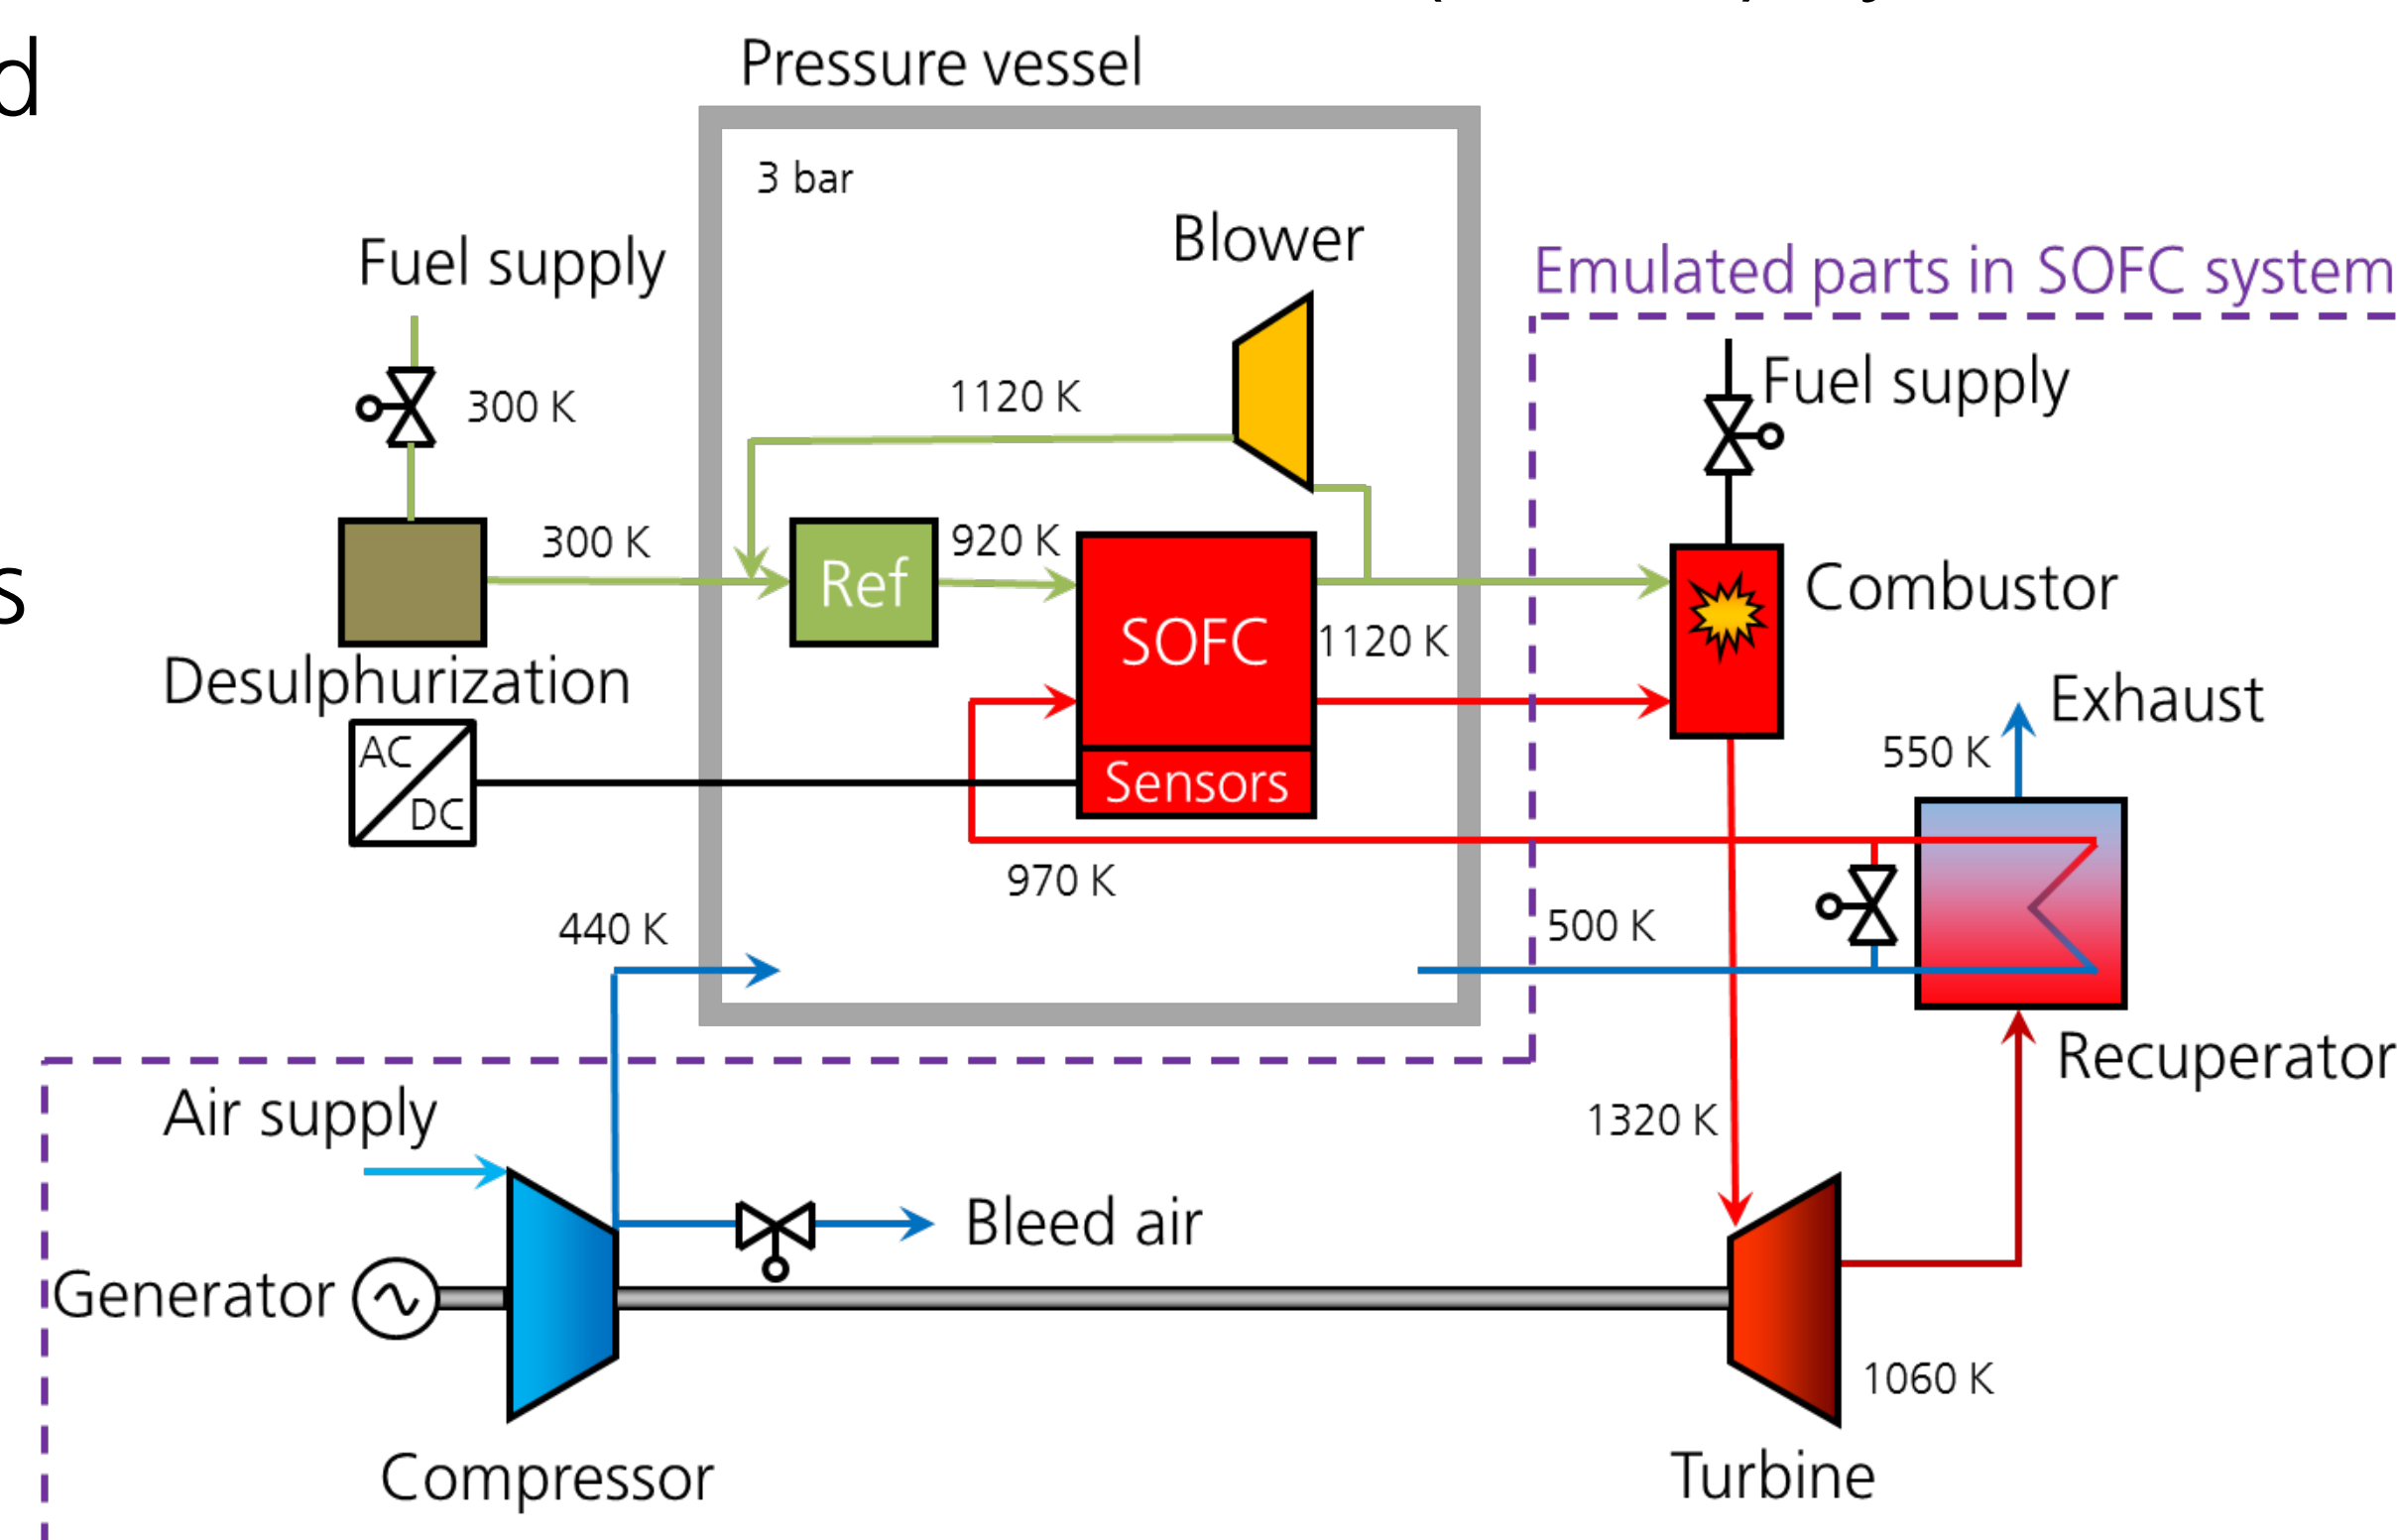 d
s
Pressure vessel
3 bar
Blower
Fuel supply
300 K
1120 K
Emulated parts in SOFC system
Fuel supply
300 K
Ref
920 K
SOFC
1120 K
Combustor
Desulphurization
AC
DC
Sensors
Exhaust
550 K
970 K
440 K
500 K
Recuperator
Air supply
1320 K
Bleed air
Generator
1060 K
Compressor
Turbine